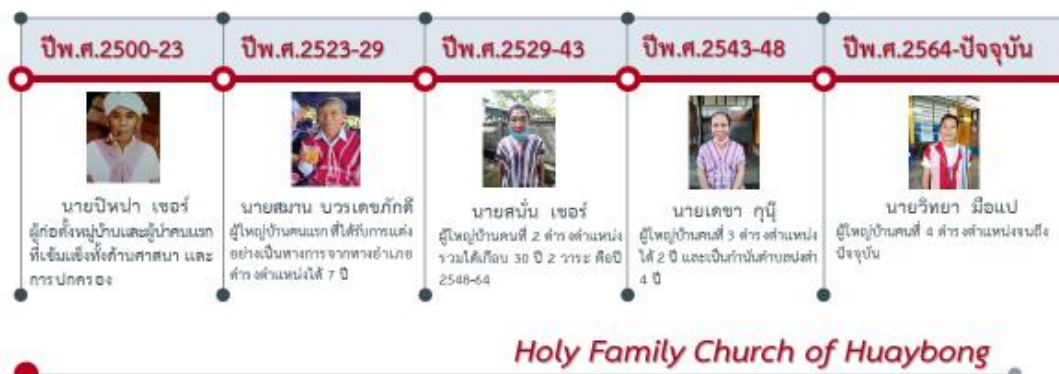 ปีพ.ศ.2500-23
ปีพ.ศ.2523-29
ปีพ.ศ.2529-43
ปีพ.ศ.2543-48
ปีพ.ศ.2564-ปัจจุบัน
นายปิหปา เซอร์
ผู้ก่อตั้งหมู่บ้านและผู้นำคนแรก
ที่เข้มแข็งทั้งด้านศาสนา และ
การปกครอง
นายสมาน บวรเดชภักดี
ผู้ใหญ่บ้านคนแรก ที่ได้รับการแต่ง
อย่างเป็นทางการ จากทางอำเภอ
ดำรงตำแหน่งได้ 7 ปี
นายสนั่น เซอร์
ผู้ใหญ่บ้านคนที่ 2 ดำรงตำแหน่ง
รวมได้เกือบ 30 ปี 2 วาระ คือปี
2548-64
นายเดชา กุนุ๊
ผู้ใหญ่บ้านคนที่ 3 ดำรงตำแหน่ง
ได้ 2 ปี และเป็นกำนันตำบล
4 ปี
นายวิทยา มือแป
ผู้ใหญ่บ้านคนที่ 4 ดำรงตำแหน่งจนถึง
ปัจจุบัน
Holy Family Church of Huaybong